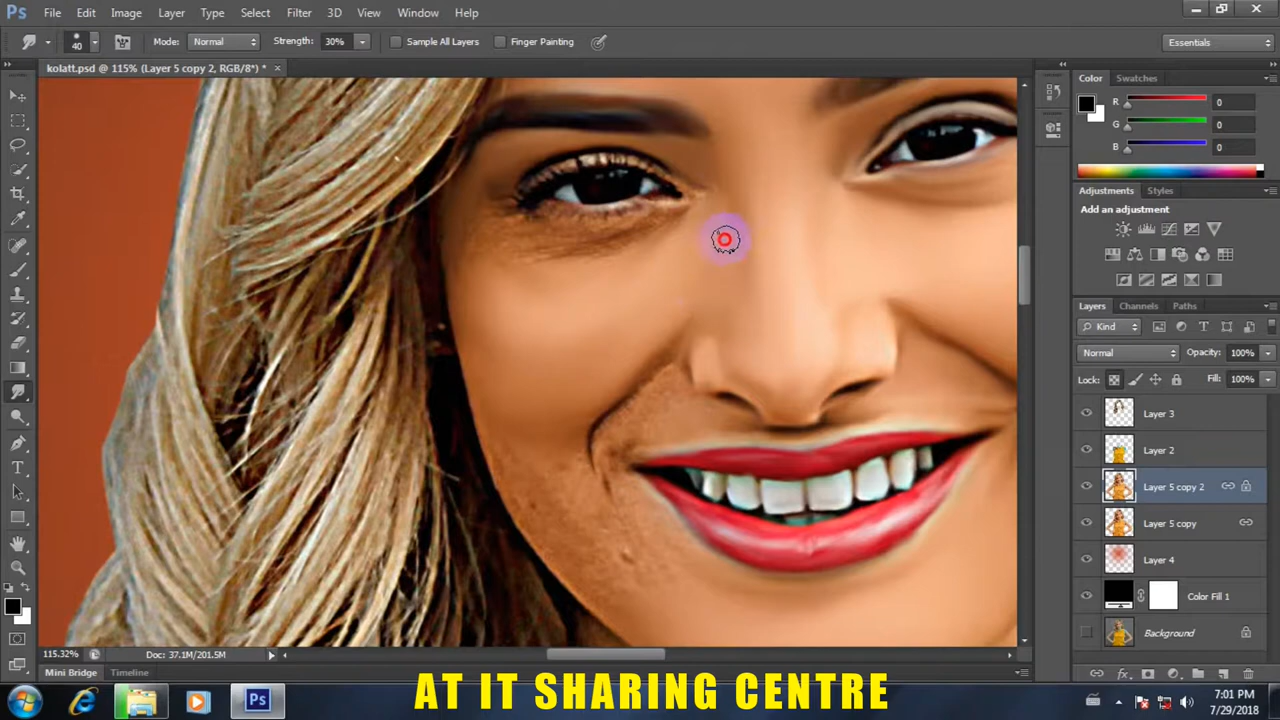 Ps File Edit Image Layer Type Select Filter 3D View Window Help
40 Mode: Normal Strength: 30% Sample All Layers Finger Painting Essentials
kolatt.psd @ 115% (Layer 5 copy 2, RGB/8*) * ×
Color Swatches
R 0
G 0
B 0
Adjustments Styles
Add an adjustment
Layers Channels Paths
Kind
Normal Opacity: 100%
Lock: Fill: 100%
Layer 3
Layer 2
Layer 5 copy 2
Layer 5 copy
Layer 4
Color Fill 1
Background
115.32% Doc: 37.1M/201.5M
Mini Bridge Timeline
AT IT SHARING CENTRE
Ps
7:01 PM
7/29/2018